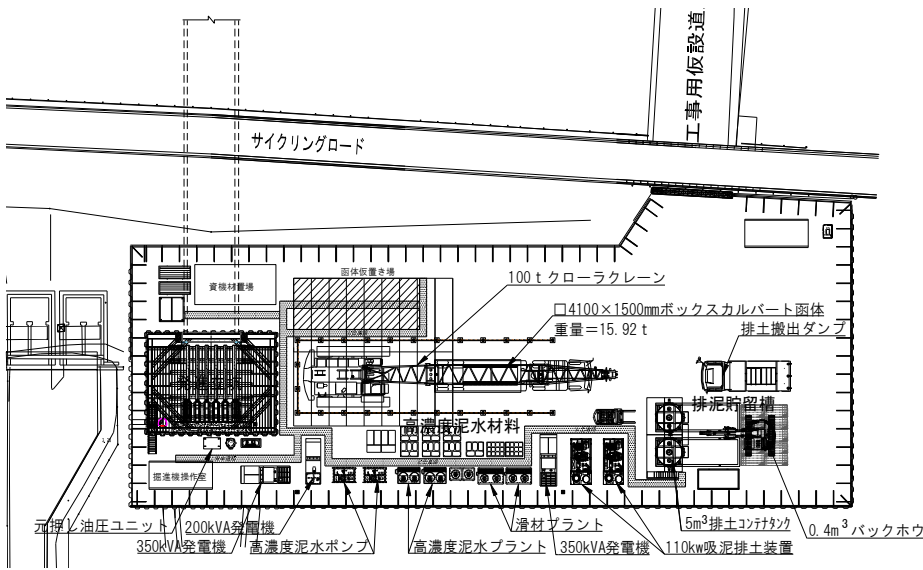 工事用仮設道
サイクリングロード
函体仮置き場
100ｔクローラクレーン
資機材置場
□4100×1500mmボックスカルバート函体
重量＝15.92ｔ
排土搬出ダンプ
排泥貯留槽
高濃度泥水材料
掘進機操作室
元押し油圧ユニット
200kVA発電機
滑材プラント
5m³排土コンテナタンク
0.4m³バックホウ
350kVA発電機
高濃度泥水ポンプ
高濃度泥水プラント
350kVA発電機
110kw吸泥排土装置